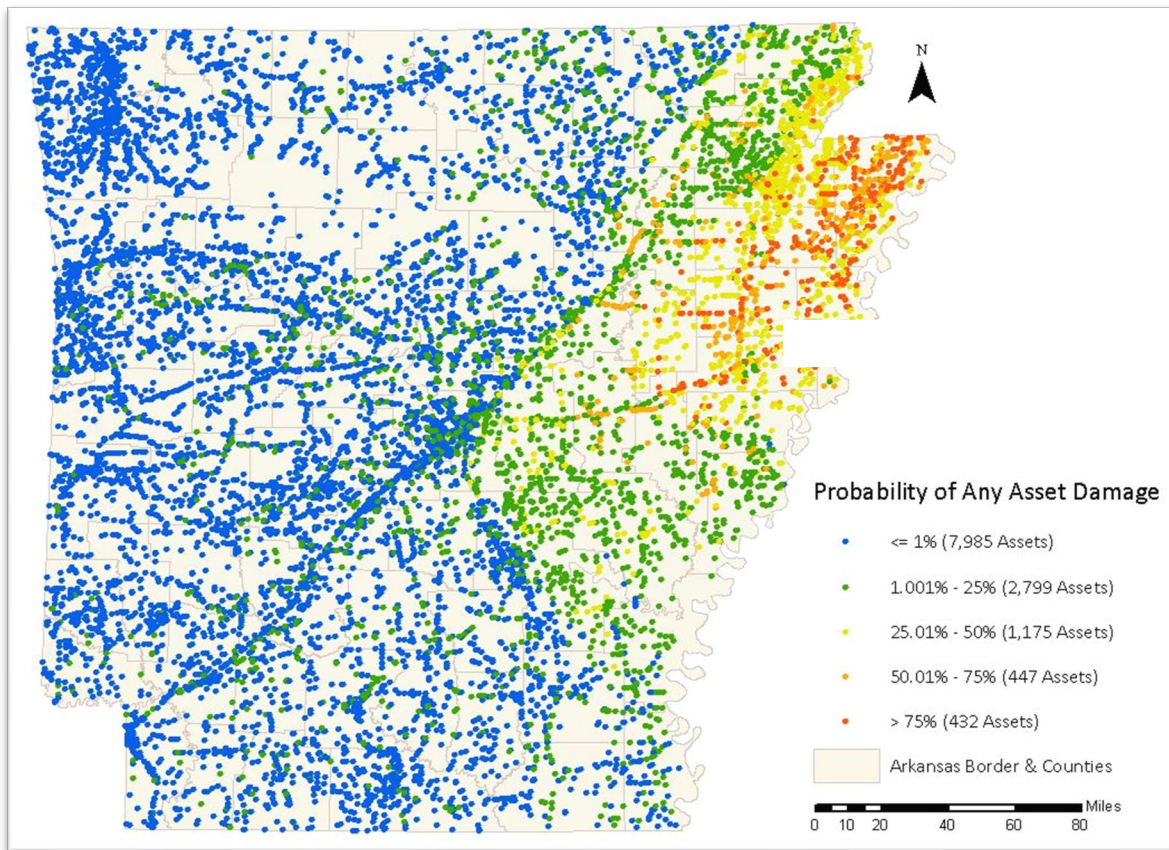 N
Probability of Any Asset Damage
<= 1% (7,985 Assets)
1.001% - 25% (2,799 Assets)
25.01% - 50% (1,175 Assets)
50.01% - 75% (447 Assets)
> 75% (432 Assets)
Arkansas Border & Counties
Miles
0 10 20 40 60 80